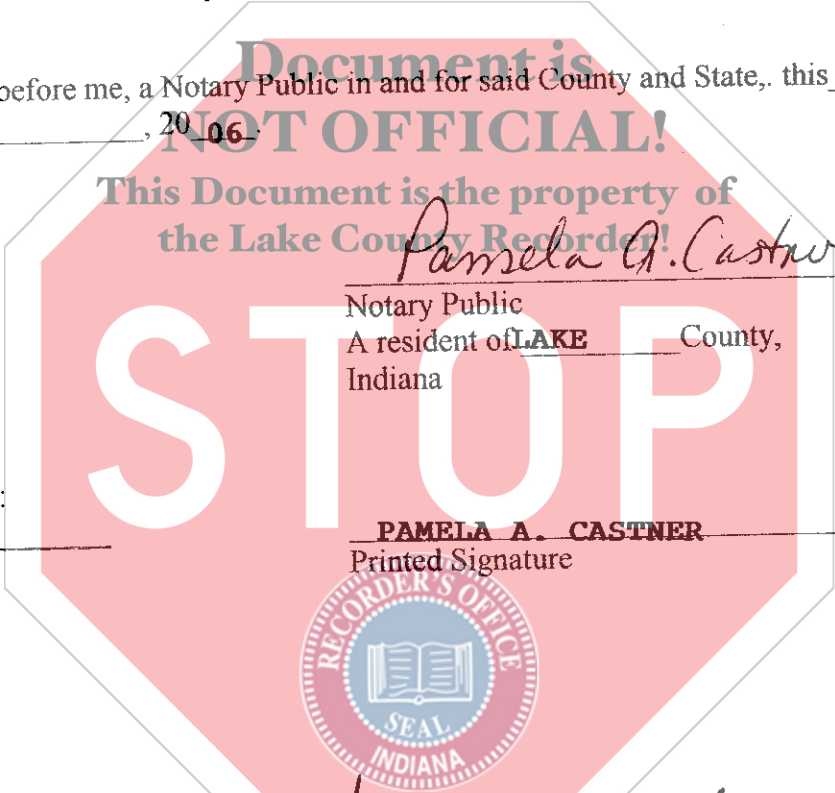 Document is
before me, a Notary Public in and for said County and State,. this
, 20 06.
NOT OFFICIAL!
This Document is the property of
the Lake County Recorder!
Pamela A. Castner
Notary Public
A resident of LAKE County,
Indiana
STOP
:
PAMELA A. CASTNER
Printed Signature
RECORDER'S OFFICE
SEAL
INDIANA